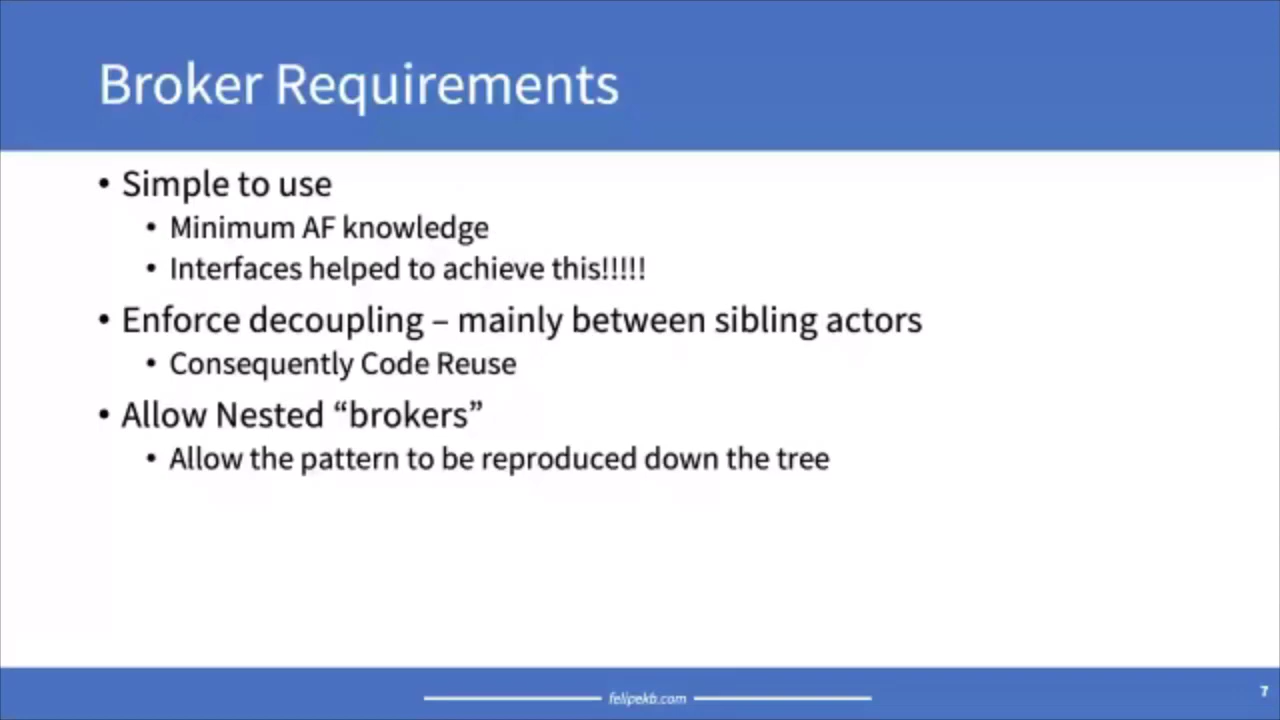 Broker Requirements
• Simple to use
• Minimum AF knowledge
• Interfaces helped to achieve this!!!!!
• Enforce decoupling – mainly between sibling actors
• Consequently Code Reuse
• Allow Nested “brokers”
• Allow the pattern to be reproduced down the tree
felipekb.com
7